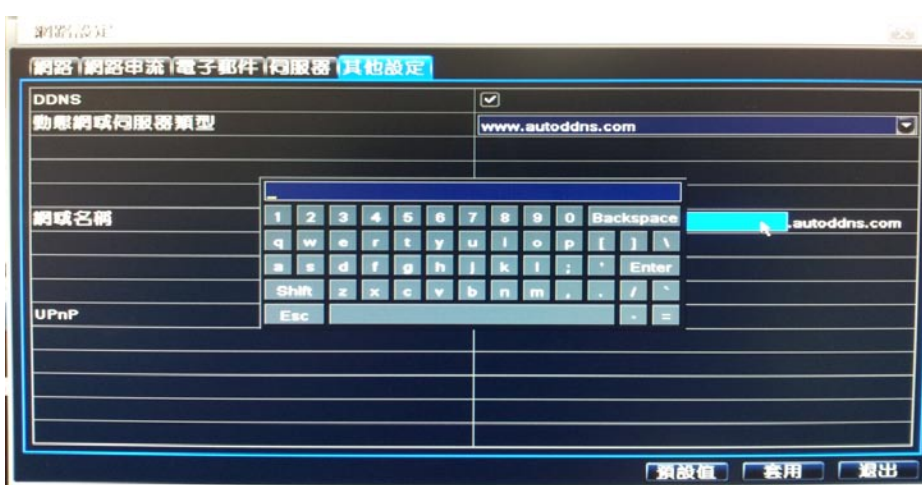 網路設定
網路 網路串流 電子郵件 伺服器 其他設定
DDNS
動態網域伺服器類型 www.autoddns.com
網域名稱 .autoddns.com
1 2 3 4 5 6 7 8 9 0 Backspace
q w e r t y u i o p [ ] \
a s d f g h j k l ; ' Enter
Shift z x c v b n m , . / `
UPnP
Esc - =
預設值 套用 退出